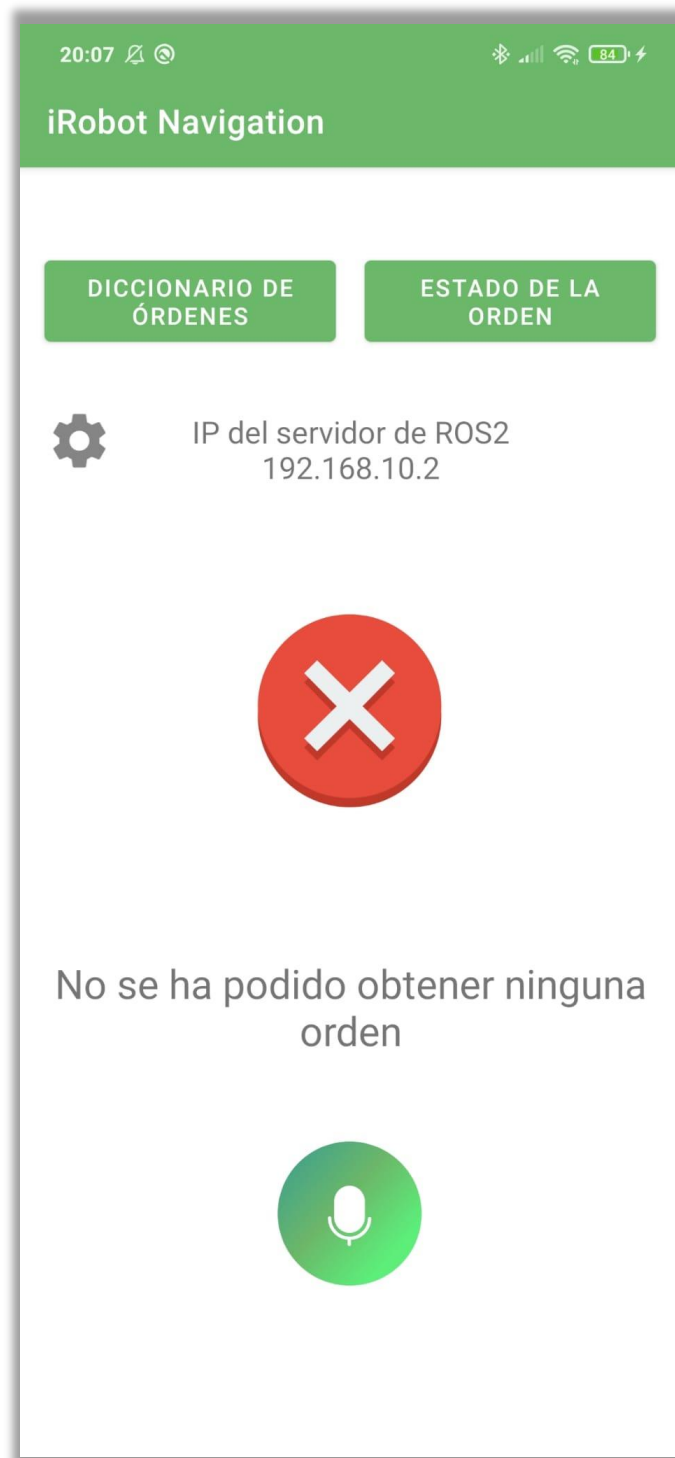 20:07
84
iRobot Navigation
DICCIONARIO DE
ÓRDENES
ESTADO DE LA
ORDEN
IP del servidor de ROS2
192.168.10.2
No se ha podido obtener ninguna
orden